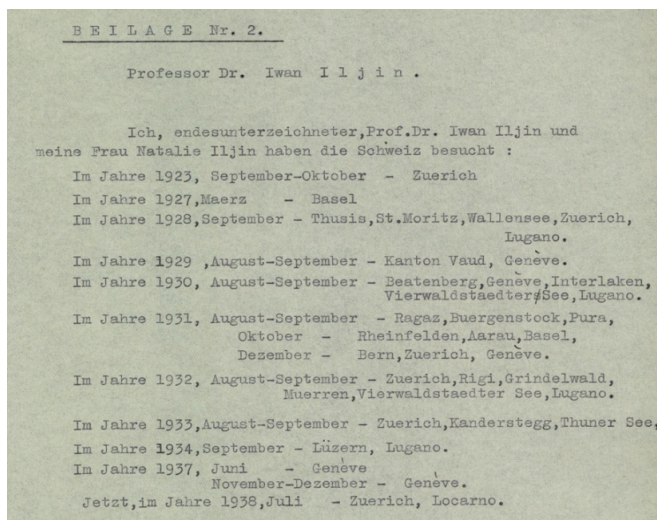 BEILAGE Nr. 2.
Professor Dr. Iwan Iljin.
Ich, endesunterzeichneter,Prof.Dr. Iwan Iljin und
meine Frau Natalie Iljin haben die Schweiz besucht :
Im Jahre 1923, September-Oktober - Zuerich
Im Jahre 1927,Maerz - Basel
Im Jahre 1928,September - Thusis,St.Moritz,Wallensee,Zuerich,
Lugano.
Im Jahre 1929 ,August-September - Kanton Vaud, Genève.
Im Jahre 1930, August-September - Beatenberg,Genève,Interlaken,
Vierwaldstaedter See,Lugano.
Im Jahre 1931, August-September - Ragaz,Buergenstock,Pura,
Oktober - Rheinfelden,Aarau,Basel,
Dezember - Bern,Zuerich, Genève.
Im Jahre 1932, August-September - Zuerich,Rigi,Grindelwald,
Muerren,Vierwaldstaedter See,Lugano.
Im Jahre 1933,August-September - Zuerich,Kanderstegg,Thuner See,
Im Jahre 1934,September - Lüzern, Lugano.
Im Jahre 1937, Juni - Genève
November-Dezember - Genève.
Jetzt,im Jahre 1938,Juli - Zuerich, Locarno.